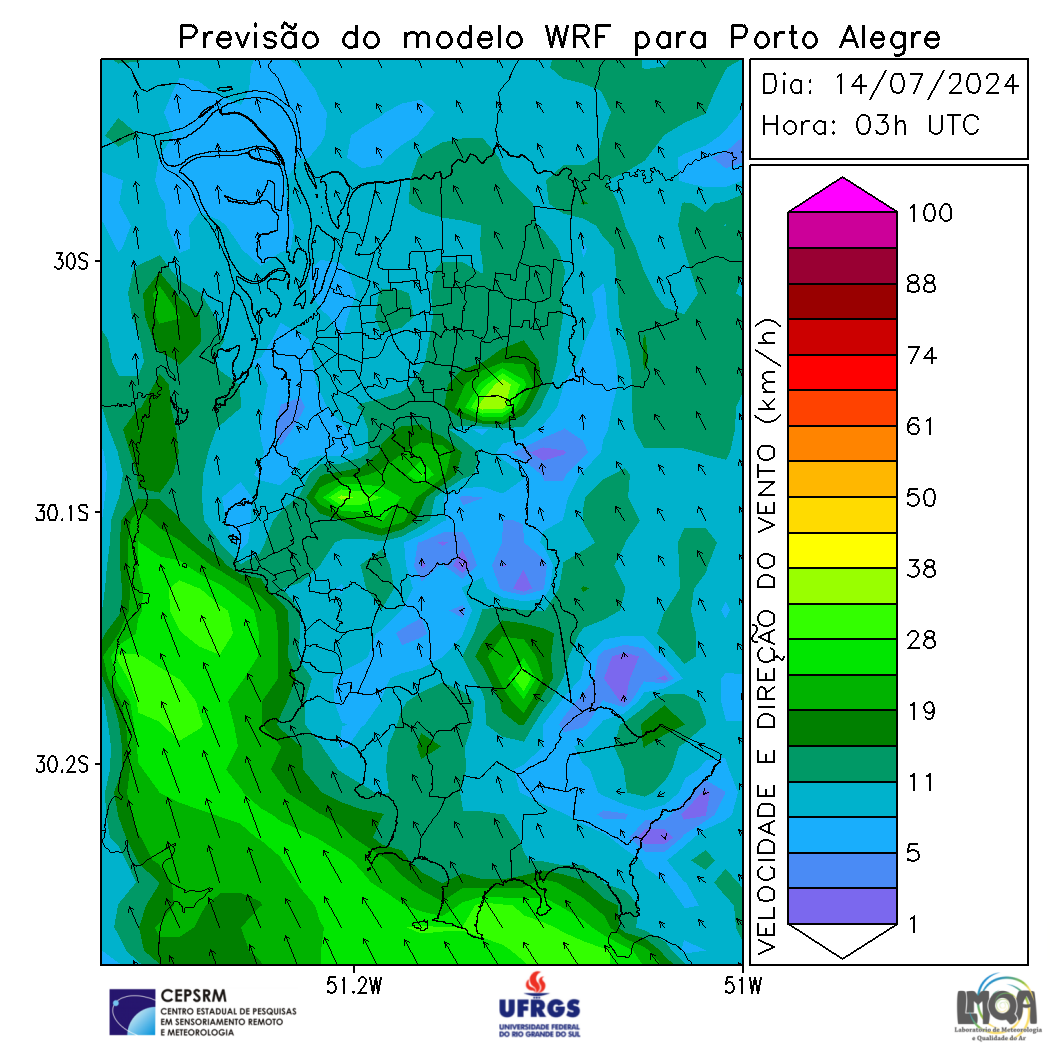 Previsão do modelo WRF para Porto Alegre
Dia: 14/07/2024
Hora: 03h UTC
30S
30.1S
30.2S
51.2W
51W
VELOCIDADE E DIREÇÃO DO VENTO (km/h)
100
88
74
61
50
38
28
19
11
5
1
CEPSRM
CENTRO ESTADUAL DE PESQUISAS
EM SENSORIAMENTO REMOTO
E METEOROLOGIA
UFRGS
UNIVERSIDADE FEDERAL
DO RIO GRANDE DO SUL
LMQA
Laboratório de Meteorologia
e Qualidade do Ar